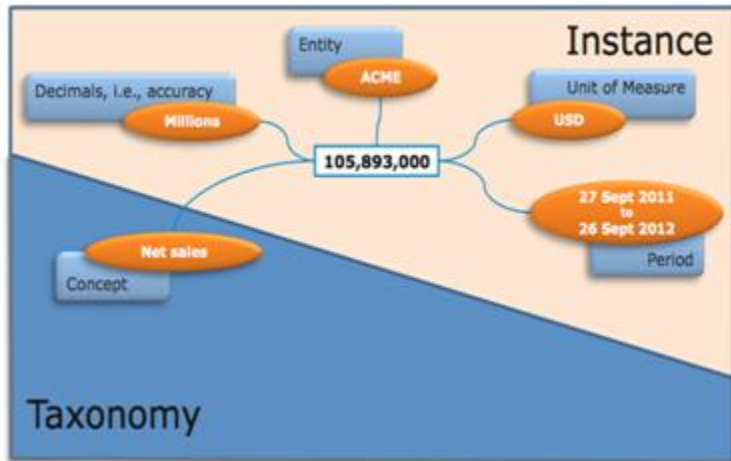 Instance
Entity
ACME
Decimals, i.e., accuracy
Millions
Unit of Measure
USD
105,893,000
27 Sept 2011
to
26 Sept 2012
Period
Net sales
Concept
Taxonomy